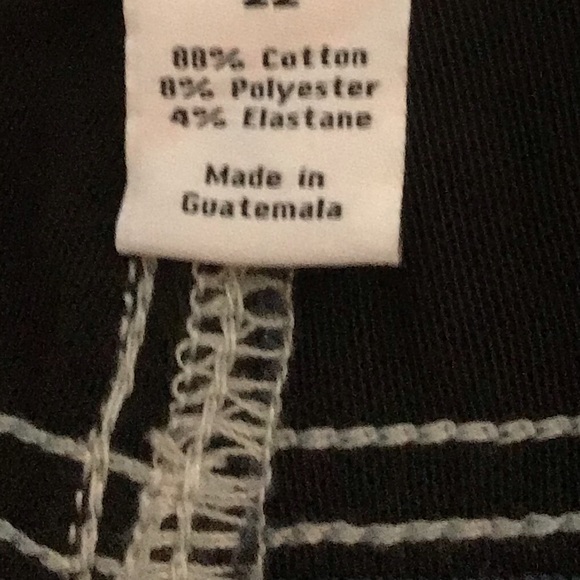 88% Cotton
8% Polyester
4% Elastane
Made in
Guatemala